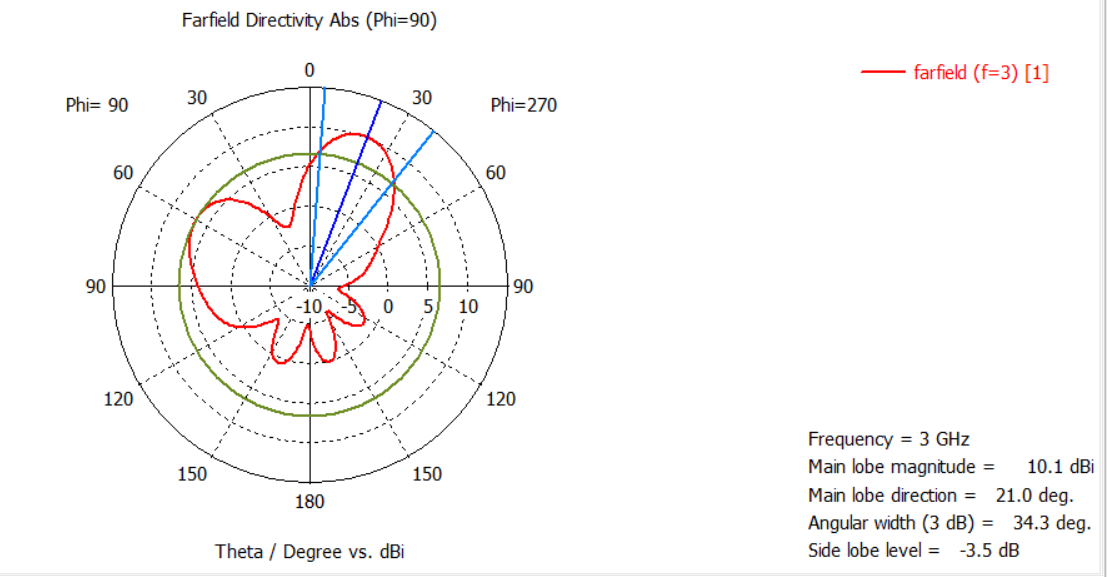 Farfield Directivity Abs (Phi=90)
farfield (f=3) [1]
0
Phi= 90
30
30
Phi=270
60
60
90
-10
-5
0
5
10
90
120
120
150
150
180
Theta / Degree vs. dBi
Frequency = 3 GHz
Main lobe magnitude = 10.1 dBi
Main lobe direction = 21.0 deg.
Angular width (3 dB) = 34.3 deg.
Side lobe level = -3.5 dB